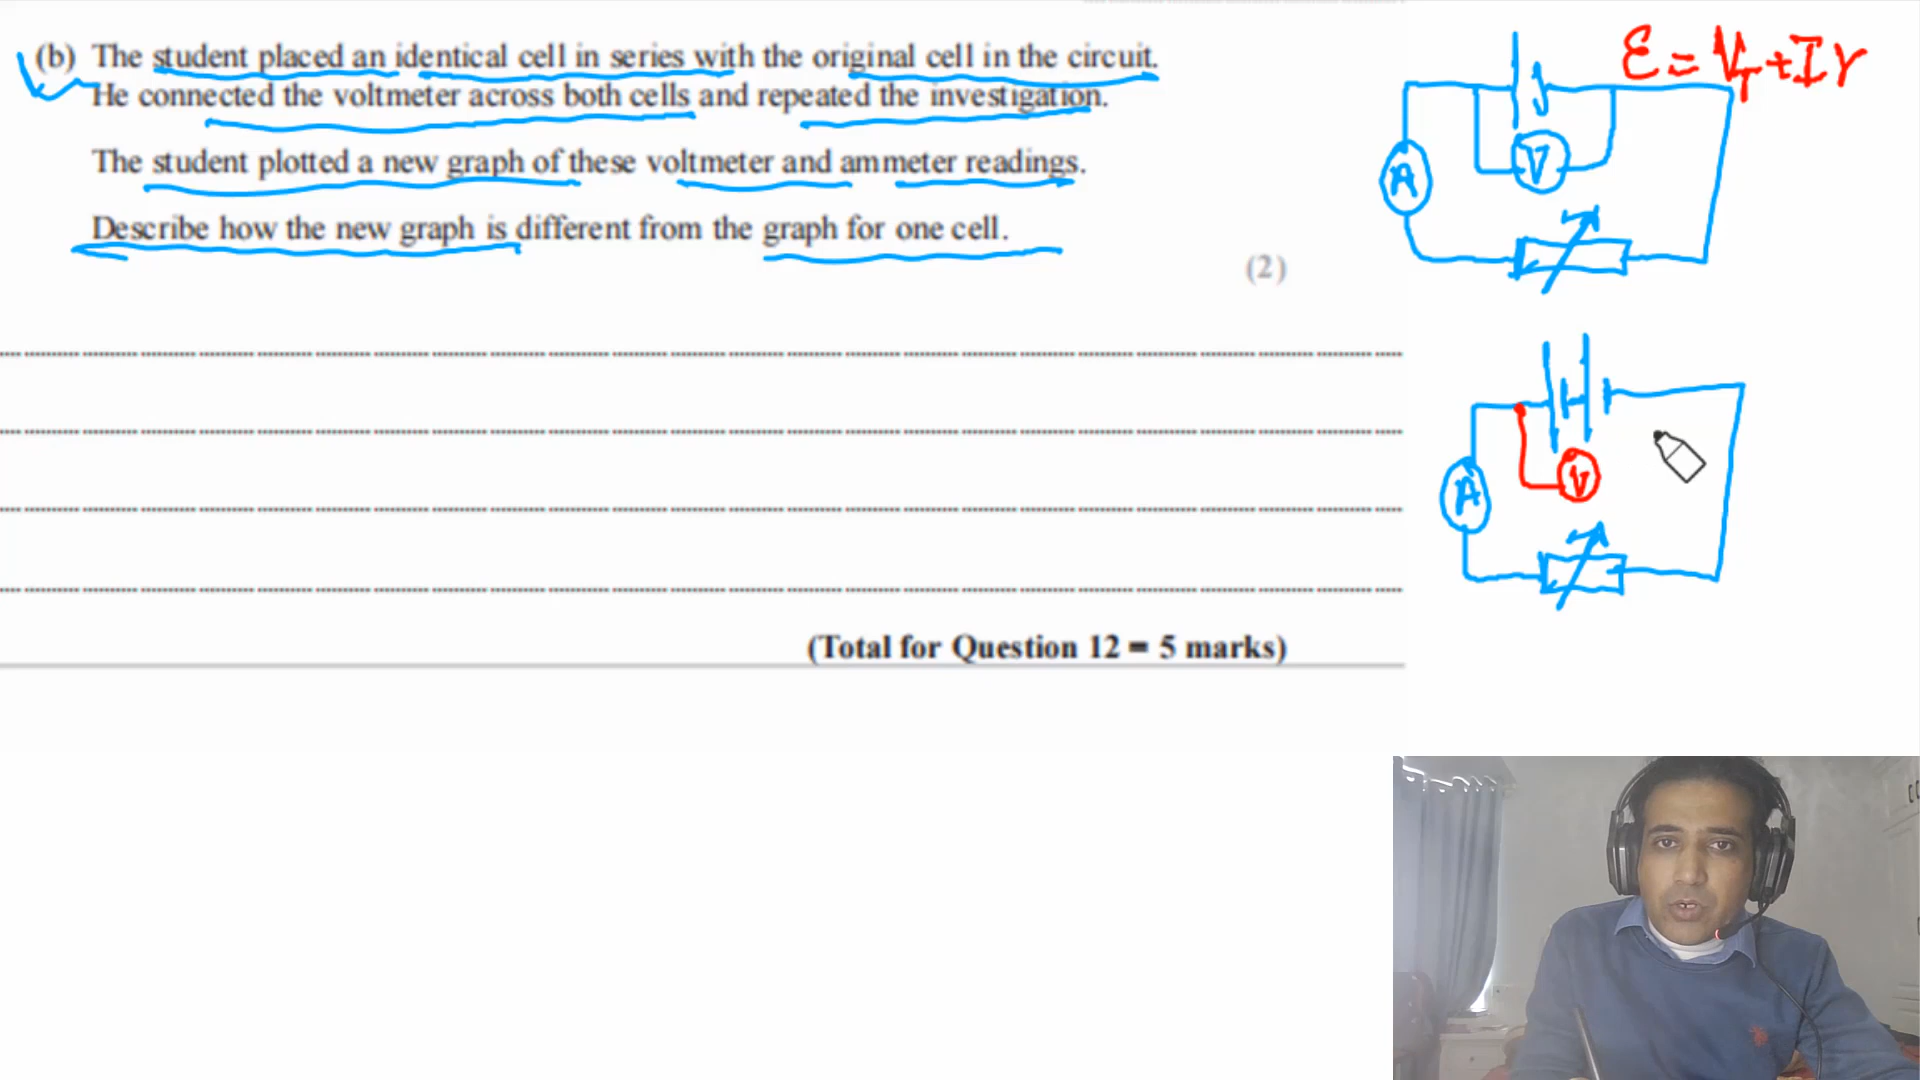 (b) The student placed an identical cell in series with the original cell in the circuit.
He connected the voltmeter across both cells and repeated the investigation.
The student plotted a new graph of these voltmeter and ammeter readings.
Describe how the new graph is different from the graph for one cell.
(2)
(Total for Question 12 = 5 marks)
Ɛ = V_T + Ir
A
V
A
V